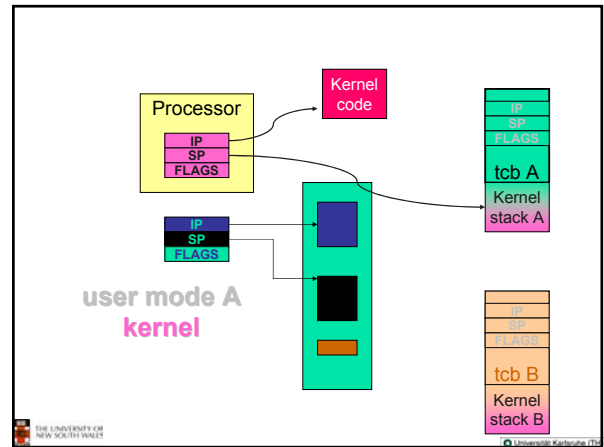 Kernel
code
Processor
IP
SP
FLAGS
IP
SP
FLAGS
tcb A
Kernel
stack A
IP
SP
FLAGS
user mode A
kernel
IP
SP
FLAGS
tcb B
Kernel
stack B
THE UNIVERSITY OF
NEW SOUTH WALES
Universität Karlsruhe (TH